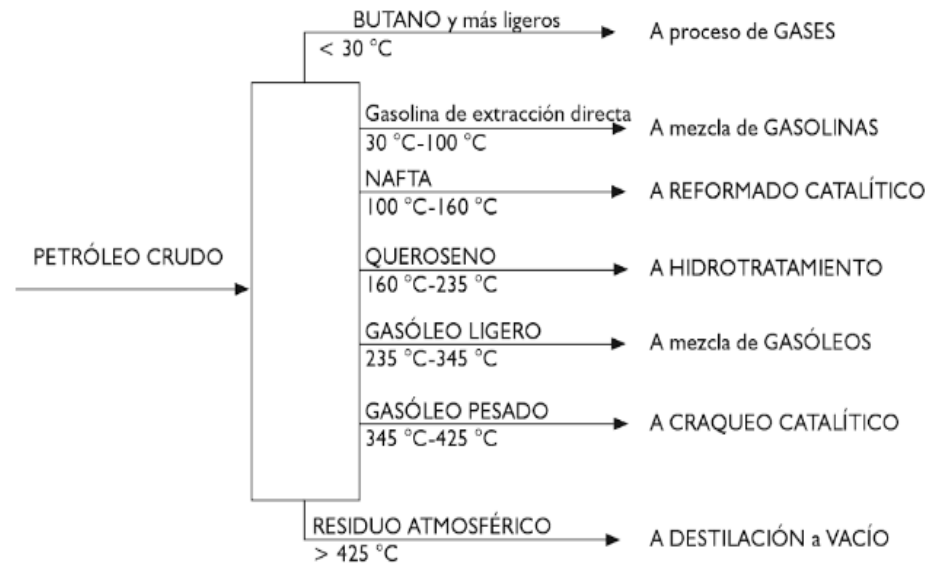 BUTANO y más ligeros
< 30 °C
A proceso de GASES
Gasolina de extracción directa
30 °C-100 °C
A mezcla de GASOLINAS
NAFTA
100 °C-160 °C
A REFORMADO CATALÍTICO
PETRÓLEO CRUDO
QUEROSENO
160 °C-235 °C
A HIDROTRATAMIENTO
GASÓLEO LIGERO
235 °C-345 °C
A mezcla de GASÓLEOS
GASÓLEO PESADO
345 °C-425 °C
A CRAQUEO CATALÍTICO
RESIDUO ATMOSFÉRICO
> 425 °C
A DESTILACIÓN a VACÍO